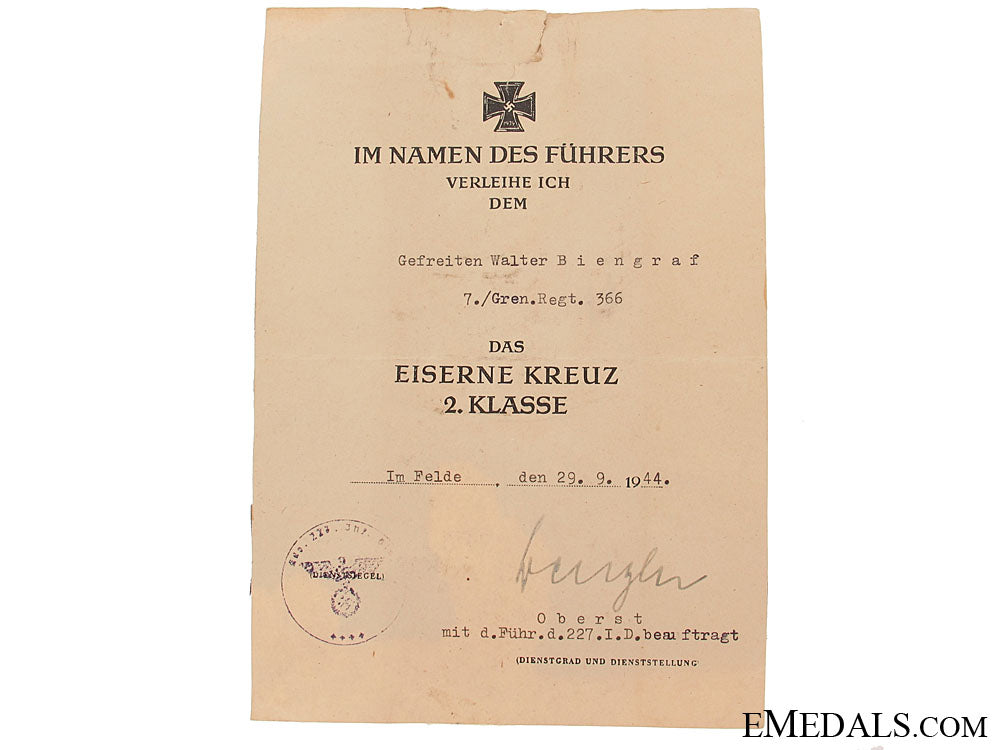 1939
IM NAMEN DES FÜHRERS
VERLEIHE ICH
DEM
Gefreiten Walter B i e n g r a f
7./Gren.Regt. 366
DAS
EISERNE KREUZ
2. KLASSE
Im Felde , den 29. 9. 1944.
(DIENSTSIEGEL)
O b e r s t
mit d.Führ.d.227.I.D.beauftragt
(DIENSTGRAD UND DIENSTSTELLUNG)
EMEDALS.COM